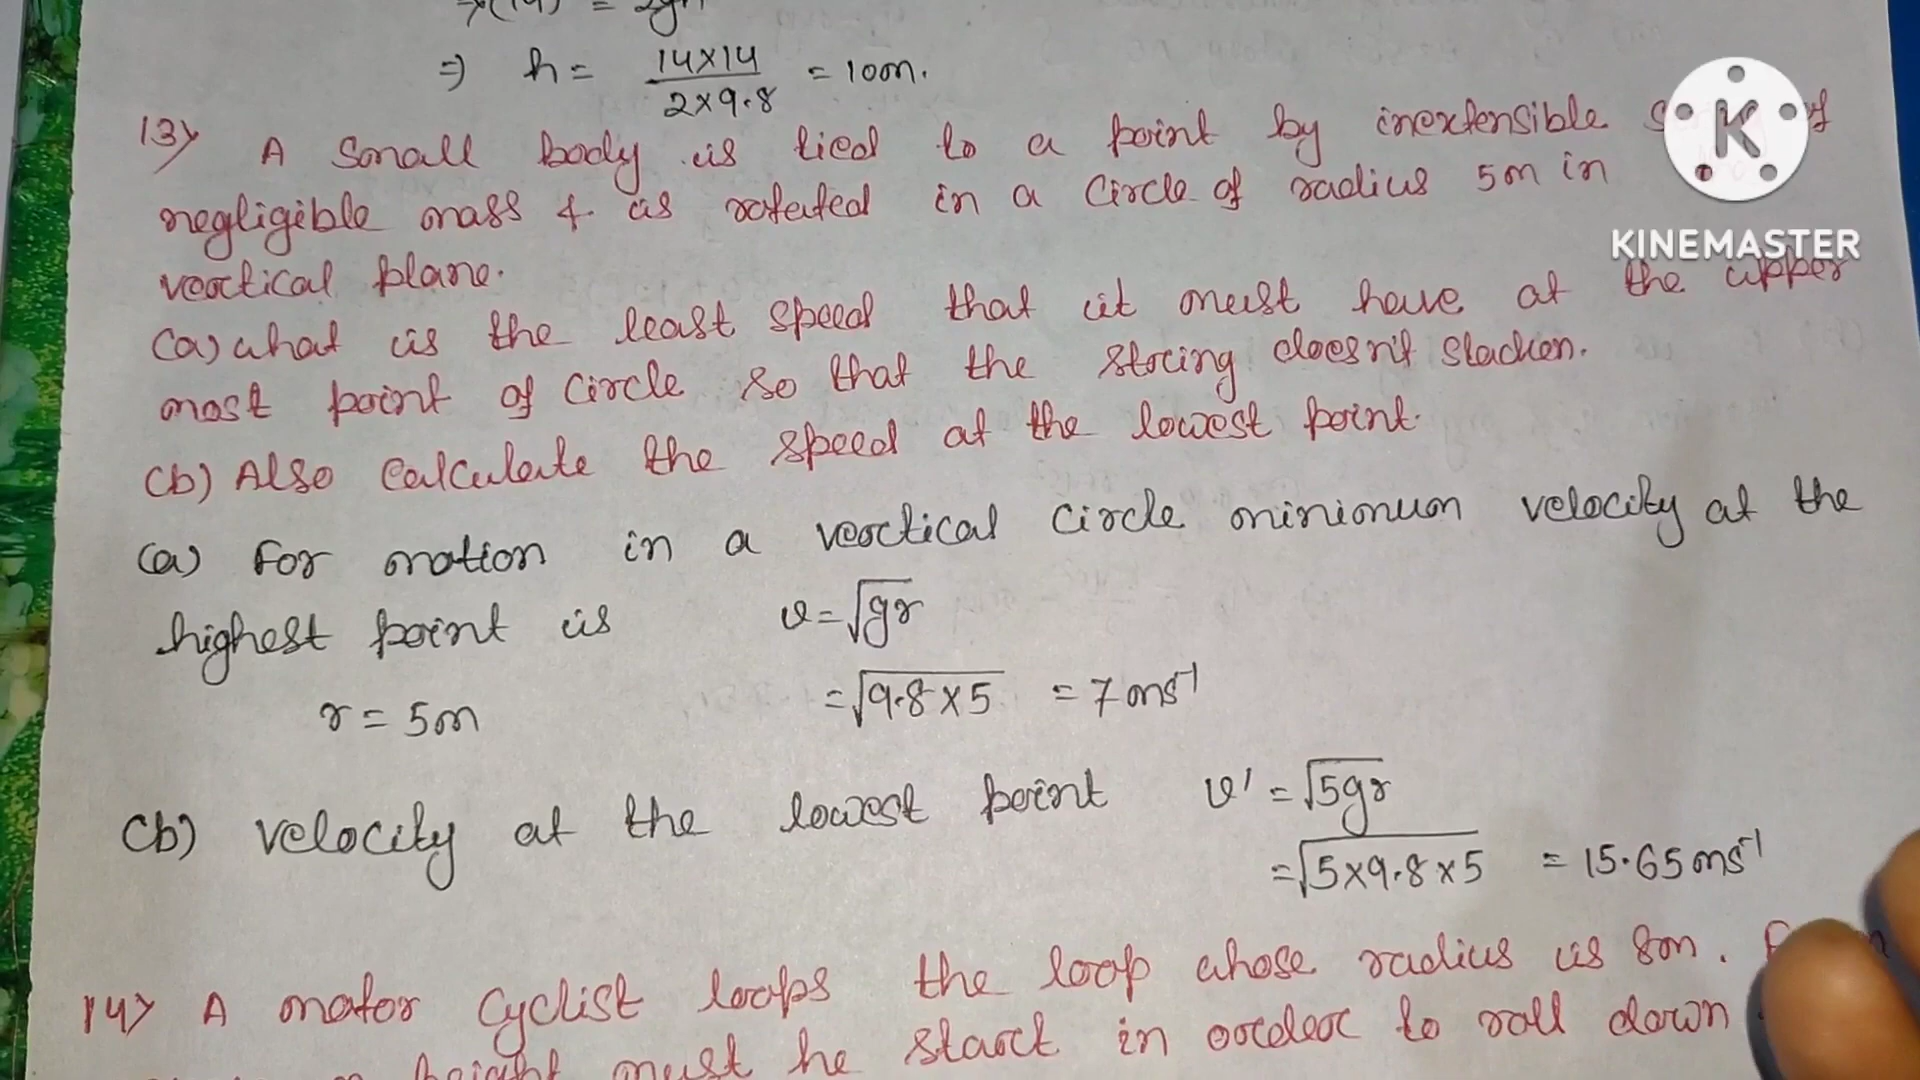 ⇒ h = 14×14 / 2×9.8 = 10m.
13) A small body is tied to a point by inextensible of
negligible mass & is rotated in a circle of radius 5m in
vertical plane.
(a) what is the least speed that it must have at the upper
most point of circle so that the string doesn't slacken.
(b) Also calculate the speed at the lowest point.
(a) For motion in a vertical circle minimum velocity at the
highest point is v = √gr
r = 5m = √9.8×5 = 7ms⁻¹
(b) velocity at the lowest point v' = √5gr
= √5×9.8×5 = 15.65ms⁻¹
14) A motor cyclist loops the loop whose radius is 8m.
height must he start in order to roll down
K
KINEMASTER